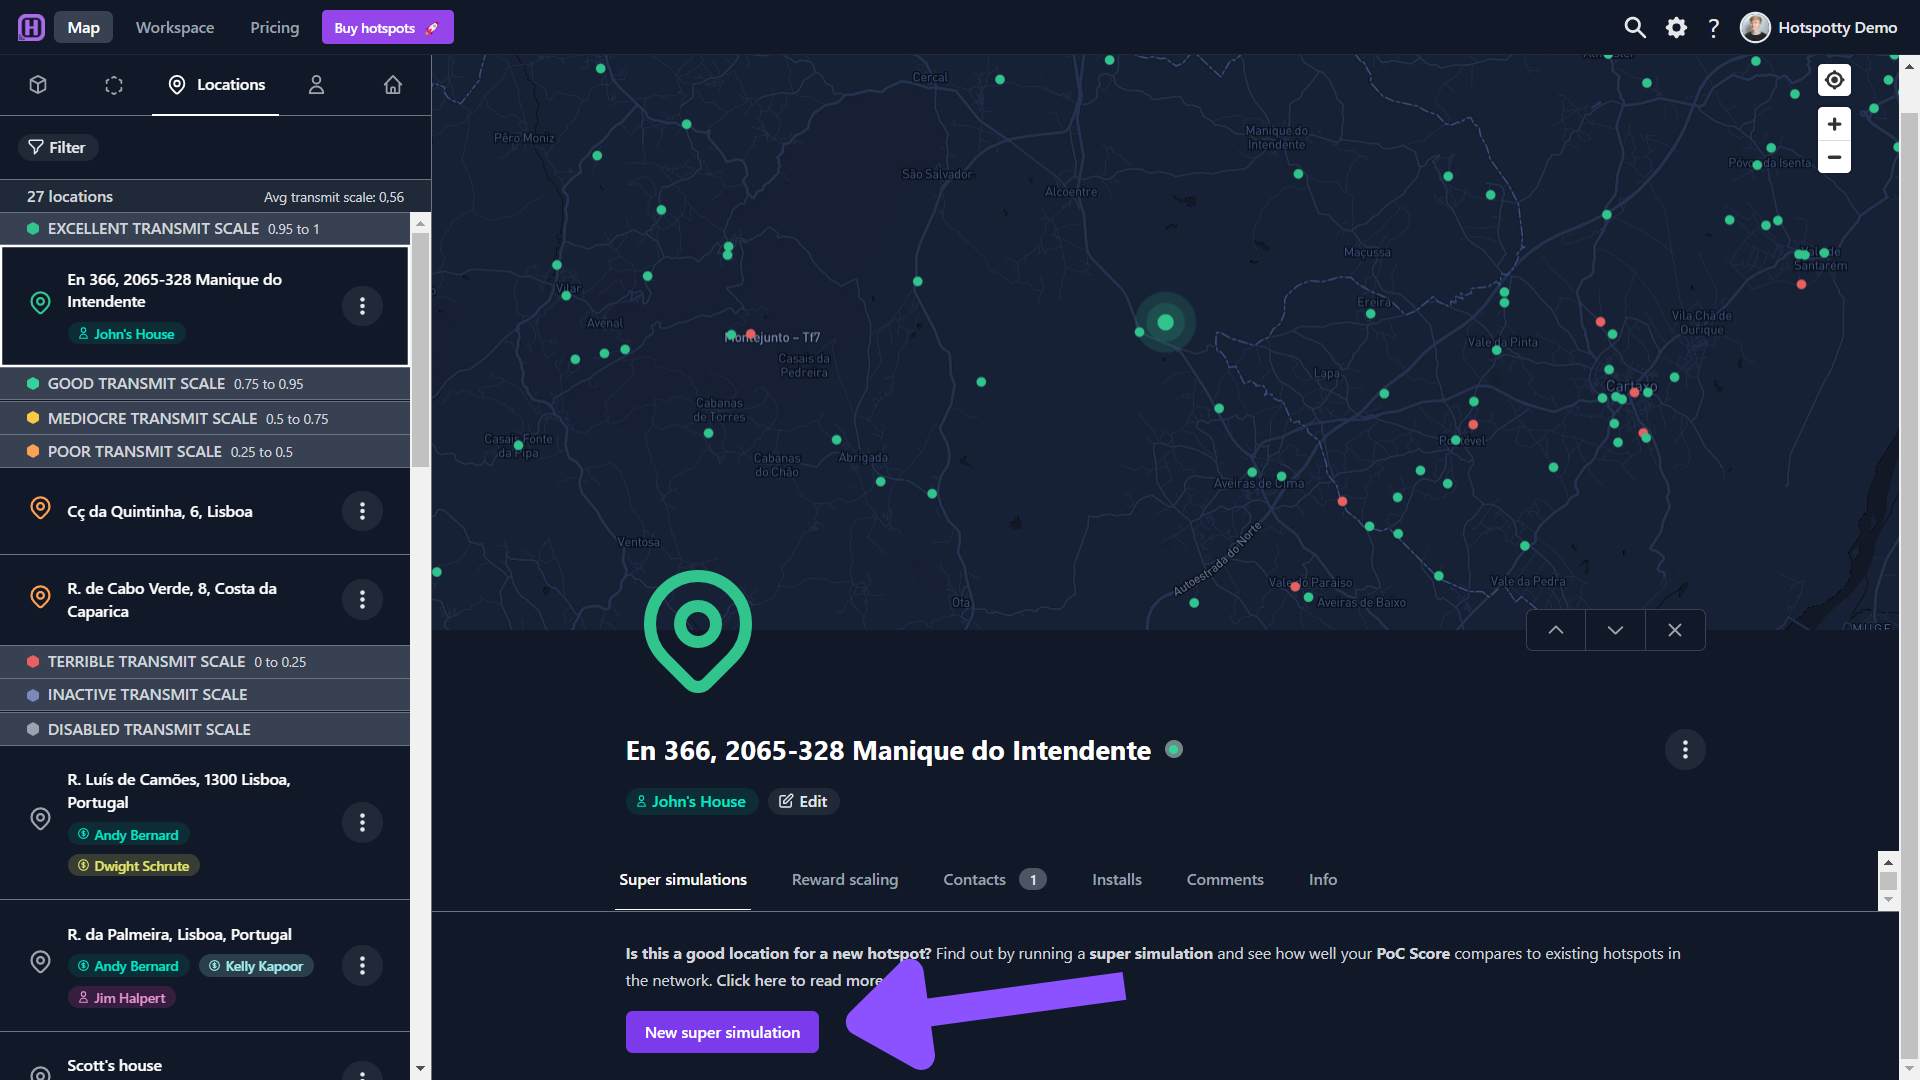 Map
Workspace
Pricing
Buy hotspots 🚀
?
Hotspotty Demo
Locations
Filter
27 locations
Avg transmit scale: 0,56
EXCELLENT TRANSMIT SCALE 0.95 to 1
En 366, 2065-328 Manique do
Intendente
John's House
GOOD TRANSMIT SCALE 0.75 to 0.95
MEDIOCRE TRANSMIT SCALE 0.5 to 0.75
POOR TRANSMIT SCALE 0.25 to 0.5
Cç da Quintinha, 6, Lisboa
R. de Cabo Verde, 8, Costa da
Caparica
TERRIBLE TRANSMIT SCALE 0 to 0.25
INACTIVE TRANSMIT SCALE
DISABLED TRANSMIT SCALE
R. Luís de Camões, 1300 Lisboa,
Portugal
Andy Bernard
Dwight Schrute
R. da Palmeira, Lisboa, Portugal
Andy Bernard
Kelly Kapoor
Jim Halpert
Scott's house
Cercal
Pêro Moniz
Manique do
Intendente
Póvoa da Isenta
São Salvador
Alcoentre
Maçussa
Vale de
Santarém
Vilar
Ereira
Avenal
Vila Chã de
Ourique
Montejunto – Tf7
Vale da Pinta
Casais da
Pedreira
Lapa
Cartaxo
Cabanas
de Torres
Casais Fonte
da Pipa
Pontével
Cabanas
do Chão
Abrigada
Aveiras de Cima
Ventosa
Autoestrada do Norte
Vale do Paraíso
Vale da Pedra
Ota
Aveiras de Baixo
MUGE
En 366, 2065-328 Manique do Intendente
John's House
Edit
Super simulations
Reward scaling
Contacts 1
Installs
Comments
Info
Is this a good location for a new hotspot? Find out by running a super simulation and see how well your PoC Score compares to existing hotspots in
the network. Click here to read more
New super simulation